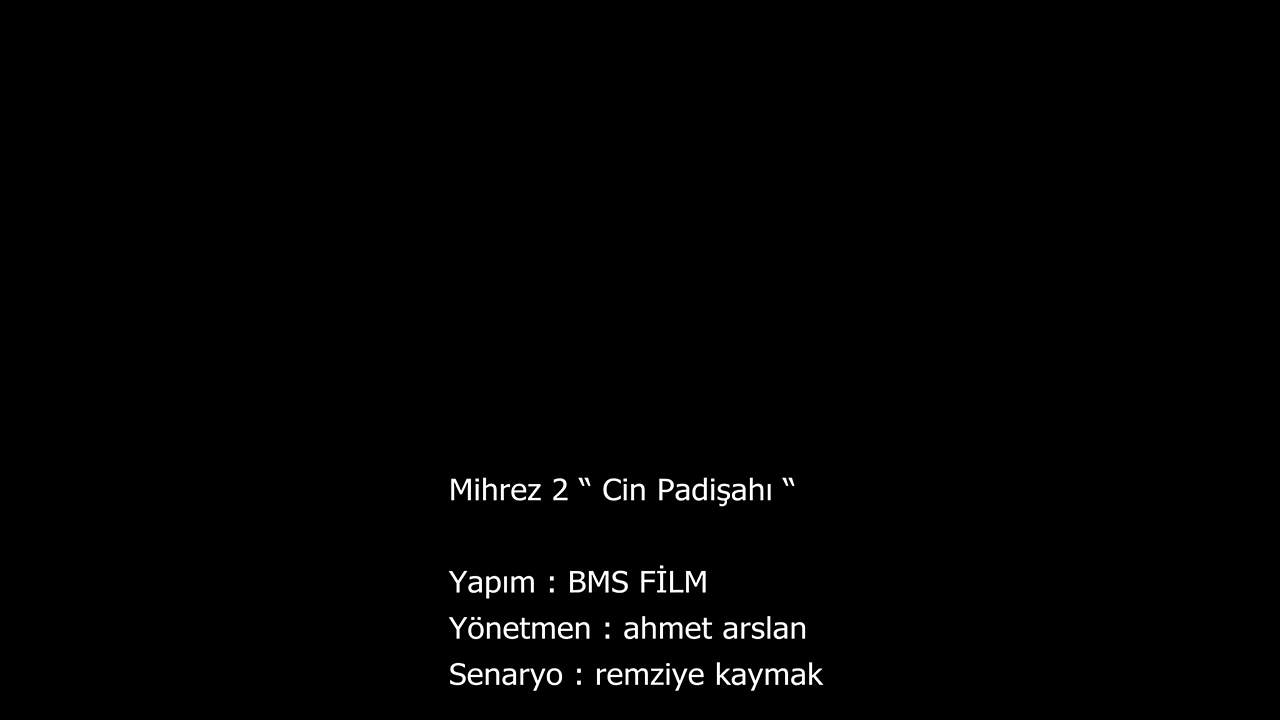 Mihrez 2 “ Cin Padişahı “
Yapım : BMS FİLM
Yönetmen : ahmet arslan
Senaryo : remziye kaymak